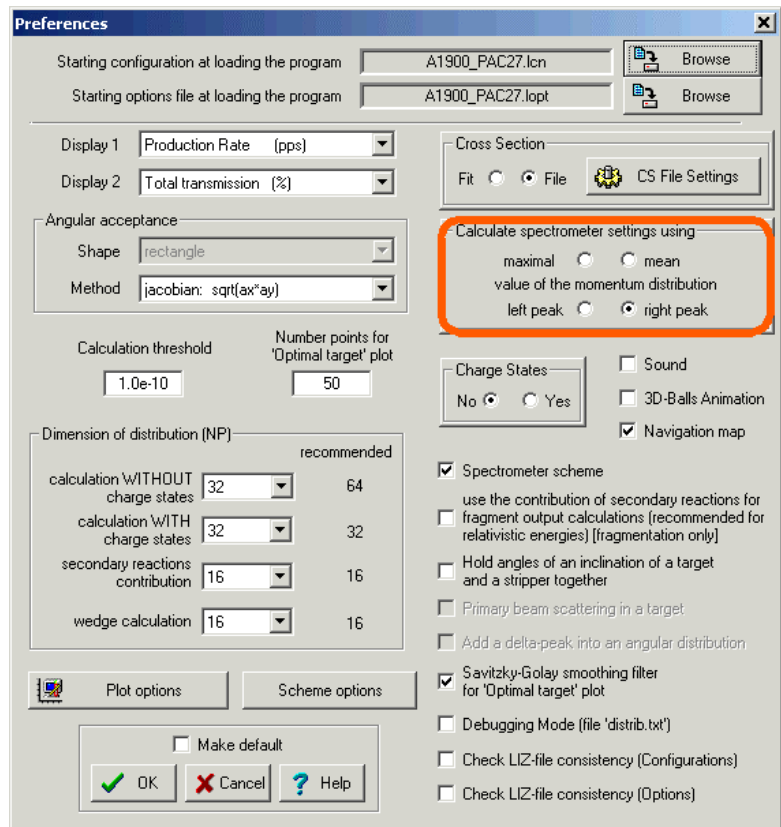 Preferences
Starting configuration at loading the program A1900_PAC27.lcn Browse
Starting options file at loading the program A1900_PAC27.lopt Browse
Display 1 Production Rate (pps)
Display 2 Total transmission (%)
Angular acceptance
Shape rectangle
Method jacobian: sqrt(ax*ay)
Calculation threshold
1.0e-10
Number points for
'Optimal target' plot
50
Dimension of distribution (NP)
recommended
calculation WITHOUT
charge states 32 64
calculation WITH
charge states 32 32
secondary reactions
contribution 16 16
wedge calculation 16 16
Plot options Scheme options
Make default
OK Cancel ? Help
Cross Section
Fit File CS File Settings
Calculate spectrometer settings using
maximal mean
value of the momentum distribution
left peak right peak
Charge States
No Yes
Sound
3D-Balls Animation
Navigation map
Spectrometer scheme
use the contribution of secondary reactions for
fragment output calculations (recommended for
relativistic energies) [fragmentation only]
Hold angles of an inclination of a target
and a stripper together
Primary beam scattering in a target
Add a delta-peak into an angular distribution
Savitzky-Golay smoothing filter
for 'Optimal target' plot
Debugging Mode (file 'distrib.txt')
Check LIZ-file consistency (Configurations)
Check LIZ-file consistency (Options)